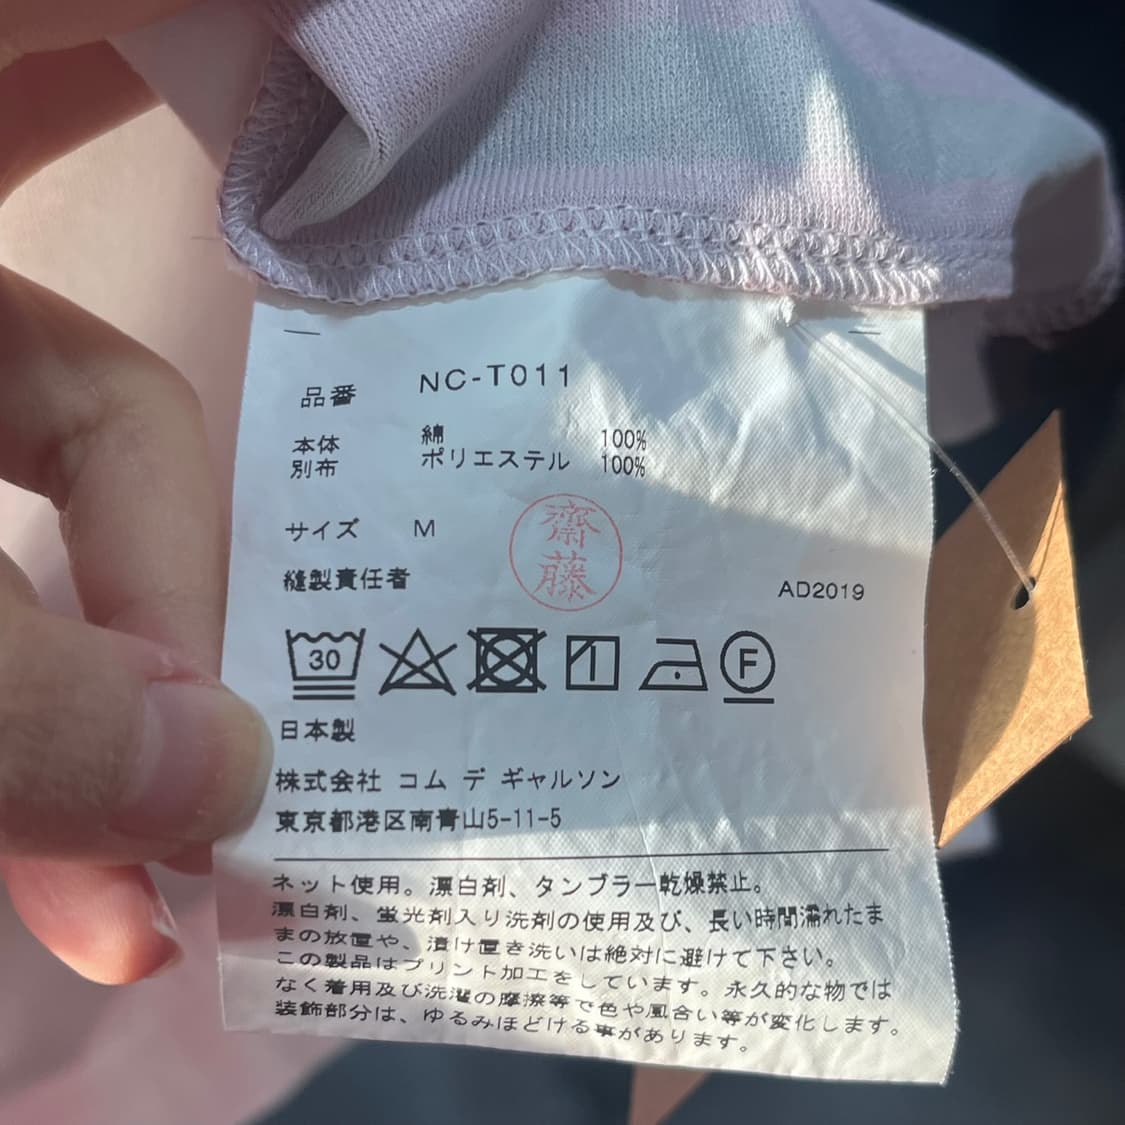 品番 NC-T011
本体 綿 100%
別布 ポリエステル 100%
サイズ M
齋藤
縫製責任者
AD2019
30
F
日本製
株式会社 コム デ ギャルソン
東京都港区南青山5-11-5
ネット使用。漂白剤、タンブラー乾燥禁止。
漂白剤、蛍光剤入り洗剤の使用及び、長い時間濡れたま
まの放置や、漬け置き洗いは絶対に避けて下さい。
この製品はプリント加工をしています。永久的な物では
なく着用及び洗濯の摩擦等で色や風合い等が変化します。
装飾部分は、ゆるみほどける事があります。